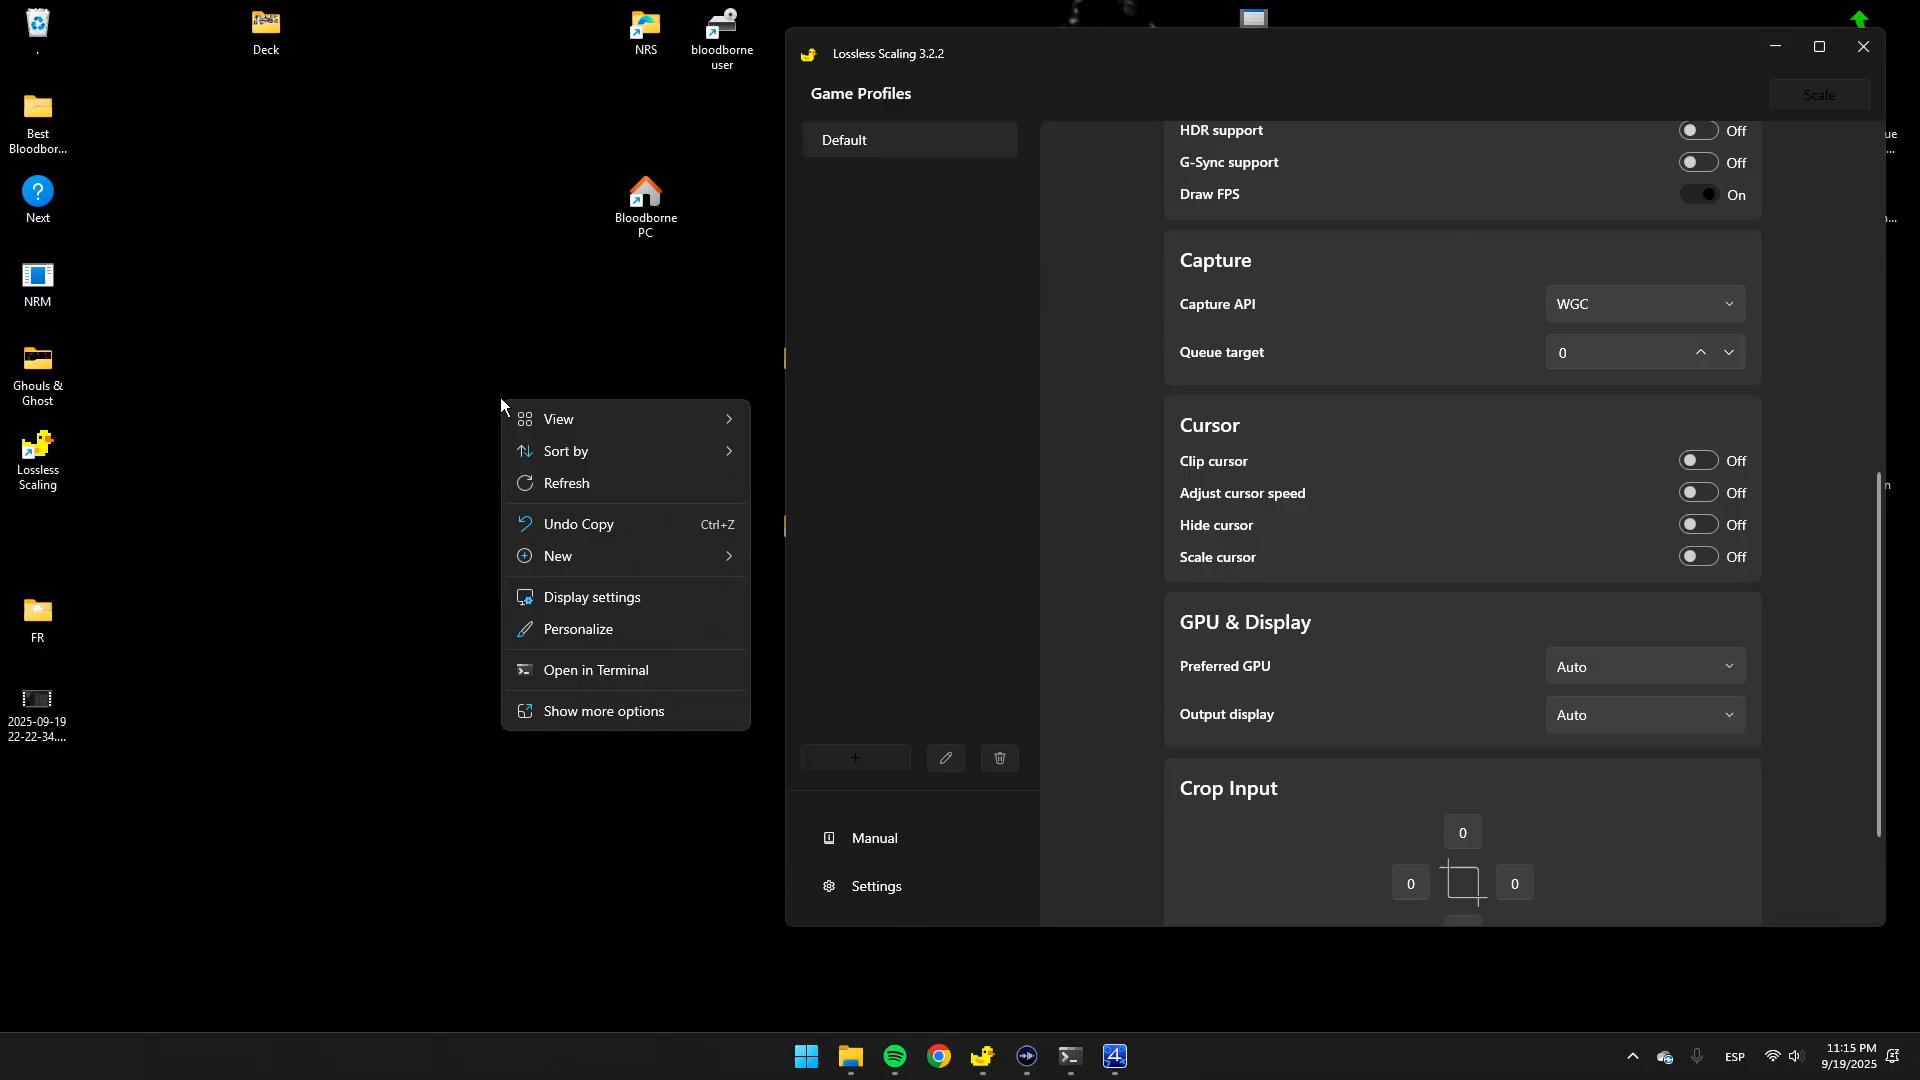 .
Deck
NRS
bloodborne
user
Best
Bloodbor...
Next
Bloodborne
PC
NRM
Ghouls &
Ghost
Lossless
Scaling
FR
2025-09-19
22-22-34....
View
Sort by
Refresh
Undo Copy
Ctrl+Z
New
Display settings
Personalize
Open in Terminal
Show more options
Lossless Scaling 3.2.2
Game Profiles
Scale
Default
+
Manual
Settings
HDR support
Off
G-Sync support
Off
Draw FPS
On
Capture
Capture API
WGC
Queue target
0
Cursor
Clip cursor
Off
Adjust cursor speed
Off
Hide cursor
Off
Scale cursor
Off
GPU & Display
Preferred GPU
Auto
Output display
Auto
Crop Input
0
0
0
ue
...
n...
n
4
ESP
11:15 PM
9/19/2025